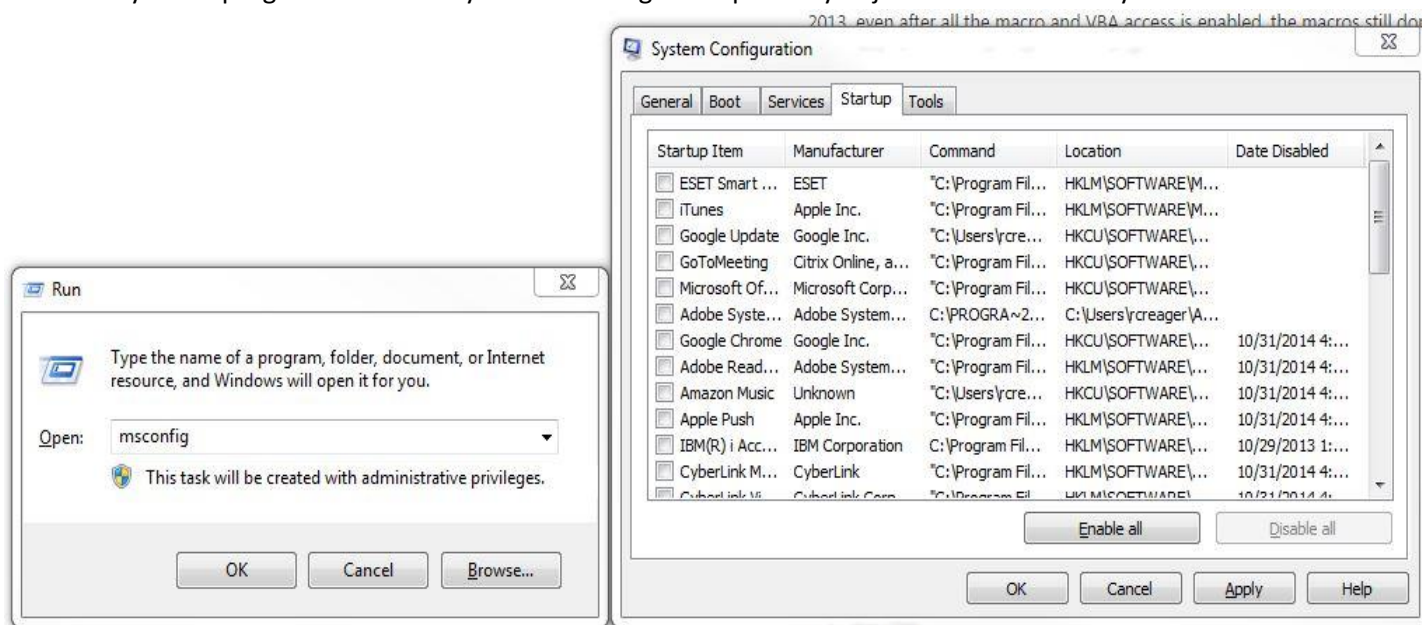 2013, even after all the macro and VBA access is enabled, the macros still
System Configuration
General Boot Services Startup Tools
Startup Item Manufacturer Command Location Date Disabled
ESET Smart ... ESET "C:\Program Fil... HKLM\SOFTWARE\M...
iTunes Apple Inc. "C:\Program Fil... HKLM\SOFTWARE\M...
Google Update Google Inc. "C:\Users\rcre... HKCU\SOFTWARE\...
GoToMeeting Citrix Online, a... "C:\Program Fil... HKCU\SOFTWARE\...
Microsoft Of... Microsoft Corp... "C:\Program Fil... HKCU\SOFTWARE\...
Adobe Syste... Adobe System... C:\PROGRA~2... C:\Users\rcreager\A...
Google Chrome Google Inc. "C:\Program Fil... HKCU\SOFTWARE\... 10/31/2014 4:...
Adobe Read... Adobe System... "C:\Program Fil... HKLM\SOFTWARE\... 10/31/2014 4:...
Amazon Music Unknown "C:\Users\rcre... HKCU\SOFTWARE\... 10/31/2014 4:...
Apple Push Apple Inc. "C:\Program Fil... HKLM\SOFTWARE\... 10/31/2014 4:...
IBM(R) i Acc... IBM Corporation C:\Program Fil... HKLM\SOFTWARE\... 10/29/2013 1:...
CyberLink M... CyberLink "C:\Program Fil... HKLM\SOFTWARE\... 10/31/2014 4:...
Enable all Disable all
OK Cancel Apply Help
Run
Type the name of a program, folder, document, or Internet
resource, and Windows will open it for you.
Open: msconfig
This task will be created with administrative privileges.
OK Cancel Browse...